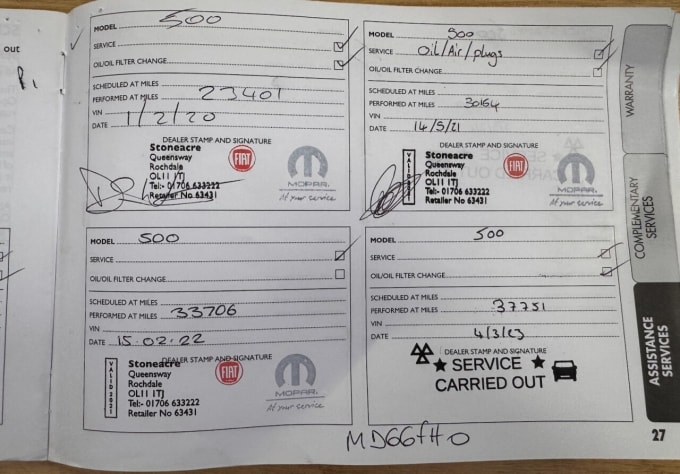 out
MODEL 500
SERVICE
OIL/OIL FILTER CHANGE
SCHEDULED AT MILES
PERFORMED AT MILES 23401
VIN
DATE 1/2/20
DEALER STAMP AND SIGNATURE
Stoneacre
Queensway
Rochdale
OL11 1TJ
Tel:- 01706 633222
Retailer No 63431
FIAT
MOPAR
At your service
MODEL 500
SERVICE Oil/Air/plugs
OIL/OIL FILTER CHANGE
SCHEDULED AT MILES
PERFORMED AT MILES 30164
VIN
DATE 14/5/21
DEALER STAMP AND SIGNATURE
VALID 2021
Stoneacre
Queensway
Rochdale
OL11 1TJ
Tel:- 01706 633222
Retailer No 63431
FIAT
MOPAR
At your service
MODEL 500
SERVICE
OIL/OIL FILTER CHANGE
SCHEDULED AT MILES
PERFORMED AT MILES 33706
VIN
DATE 15.02.22
DEALER STAMP AND SIGNATURE
VALID 2021
Stoneacre
Queensway
Rochdale
OL11 1TJ
Tel:- 01706 633222
Retailer No 63431
FIAT
MOPAR
At your service
MODEL 500
SERVICE
OIL/OIL FILTER CHANGE
SCHEDULED AT MILES
PERFORMED AT MILES 37751
VIN
DATE 4/3/23
DEALER STAMP AND SIGNATURE
SERVICE
CARRIED OUT
WARRANTY
COMPLEMENTARY
SERVICES
ASSISTANCE
SERVICES
27